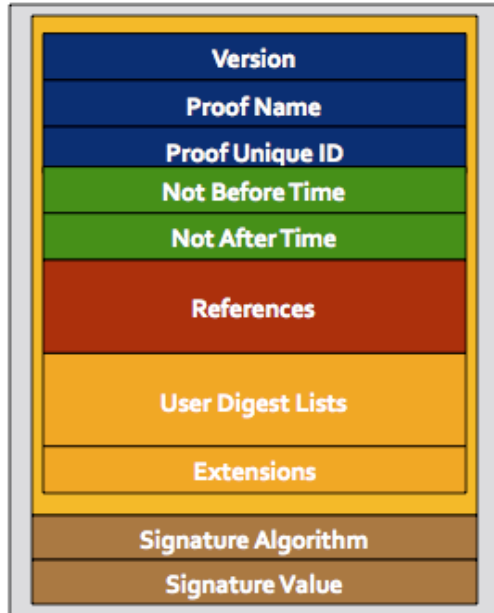 Version
Proof Name
Proof Unique ID
Not Before Time
Not After Time
References
User Digest Lists
Extensions
Signature Algorithm
Signature Value